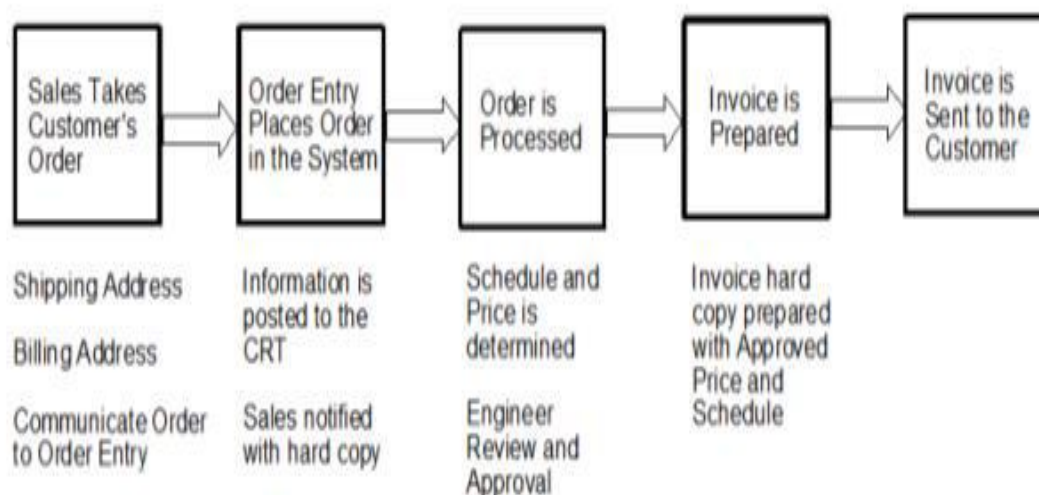 Sales Takes
Customer's
Order
Order Entry
Places Order
in the System
Order is
Processed
Invoice is
Prepared
Invoice is
Sent to the
Customer
Shipping Address
Billing Address
Communicate Order
to Order Entry
Information is
posted to the
CRT
Sales notified
with hard copy
Schedule and
Price is
determined
Engineer
Review and
Approval
Invoice hard
copy prepared
with Approved
Price and
Schedule